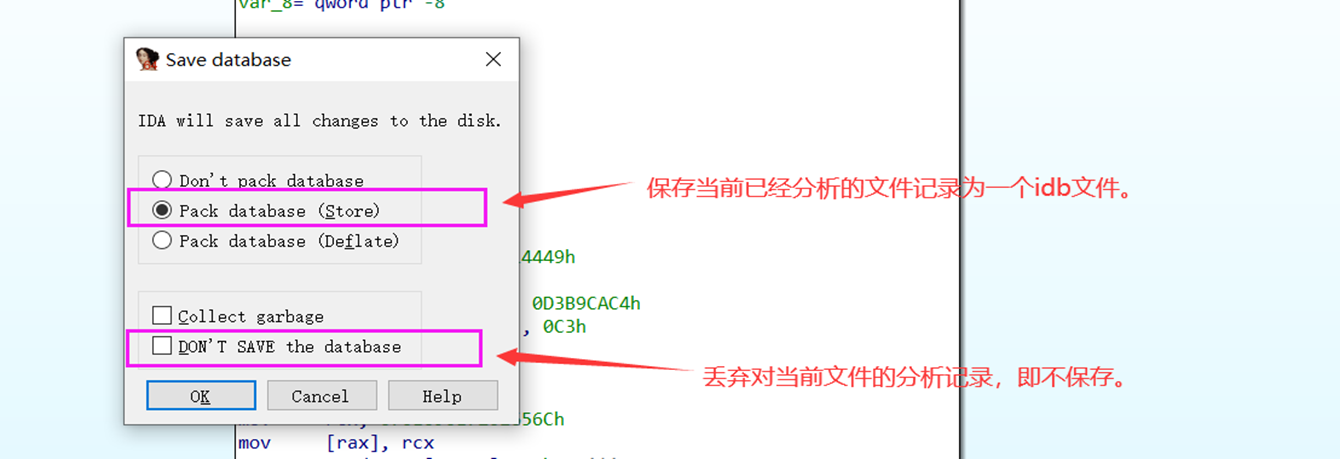 var_8= qword ptr -8
Save database
IDA will save all changes to the disk.
Don't pack database
Pack database (Store)
保存当前已经分析的文件记录为一个idb文件。
Pack database (Deflate)
4449h
0D3B9CAC4h
Collect garbage
, 0C3h
DON'T SAVE the database
丢弃对当前文件的分析记录，即不保存。
OK
Cancel
Help
56Ch
mov [rax], rcx